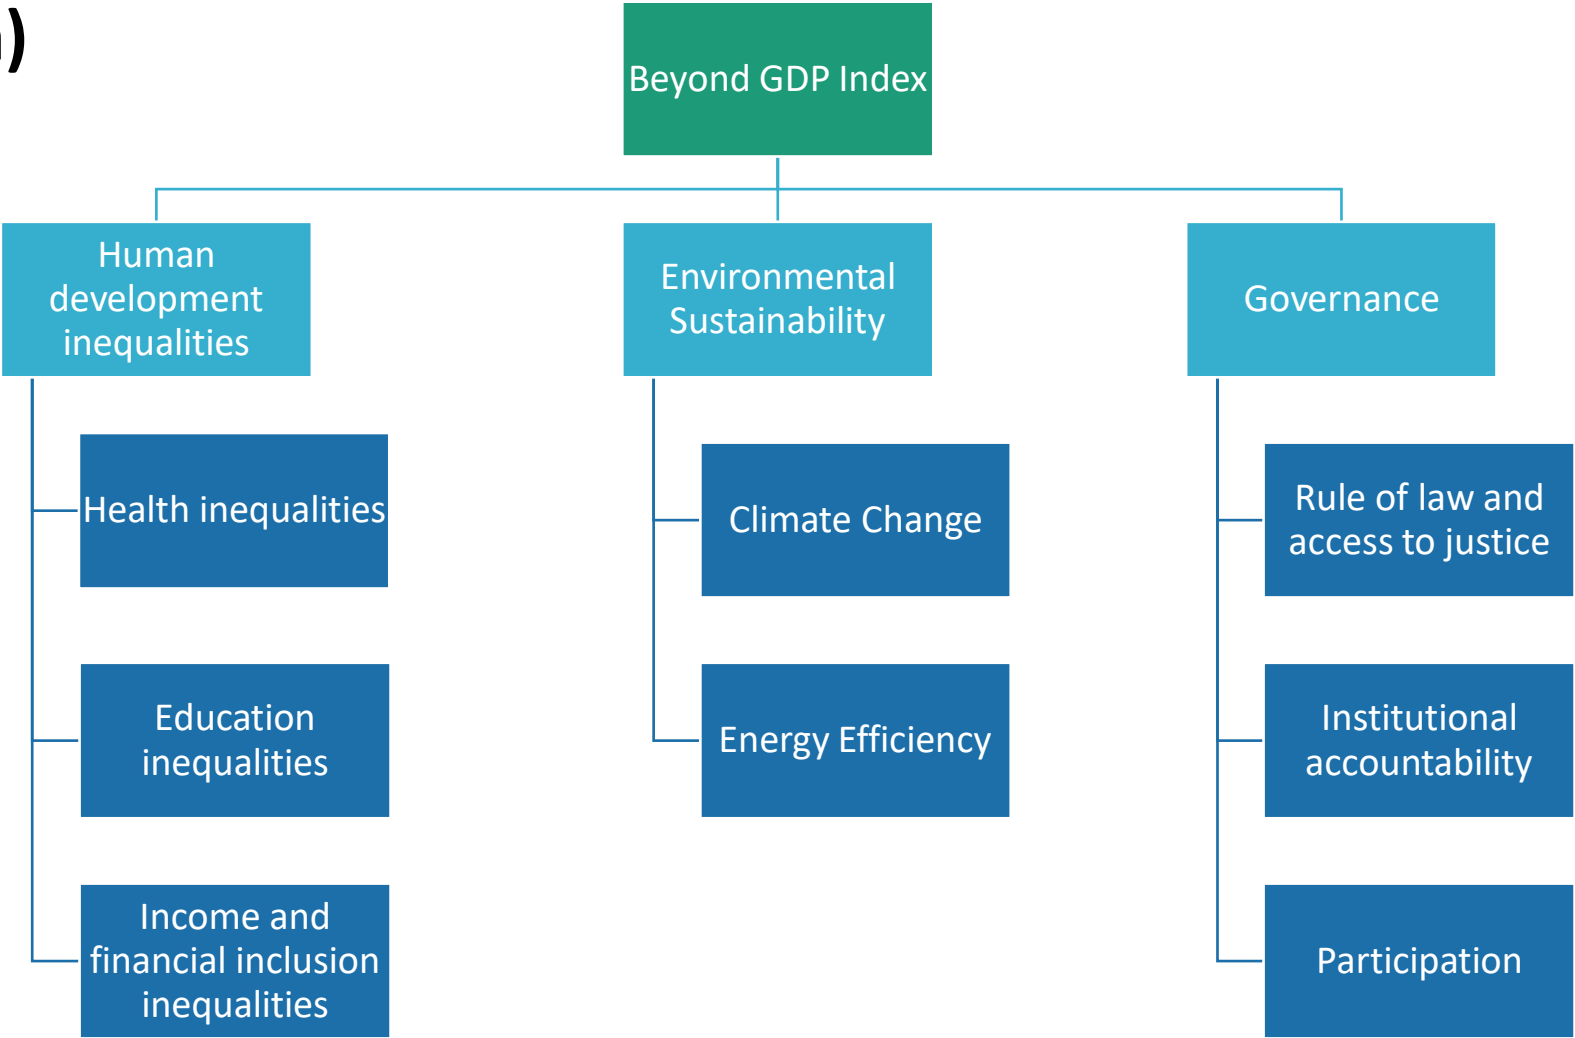 )
Beyond GDP Index
Human
development
inequalities
Environmental
Sustainability
Governance
Health inequalities
Climate Change
Rule of law and
access to justice
Education
inequalities
Energy Efficiency
Institutional
accountability
Income and
financial inclusion
inequalities
Participation